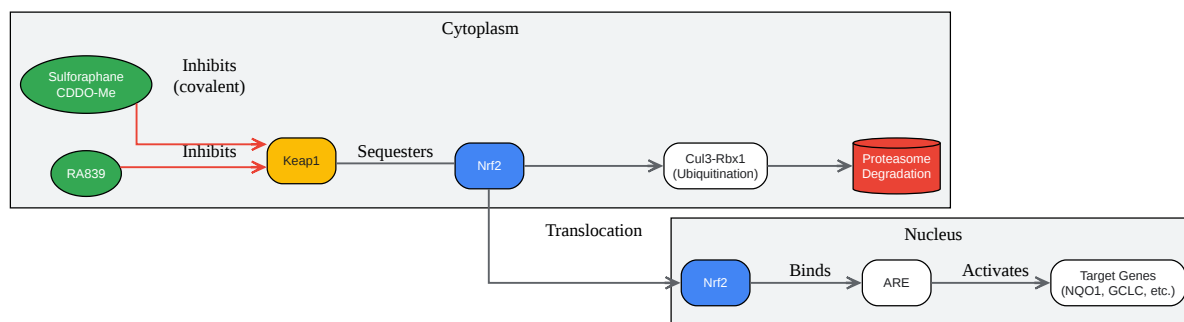 Cytoplasm
Sulforaphane
CDDO-Me
Inhibits
(covalent)
RA839
Inhibits
Keap1
Sequesters
Nrf2
Cul3-Rbx1
(Ubiquitination)
Proteasome
Degradation
Translocation
Nucleus
Nrf2
Binds
ARE
Activates
Target Genes
(NQO1, GCLC, etc.)